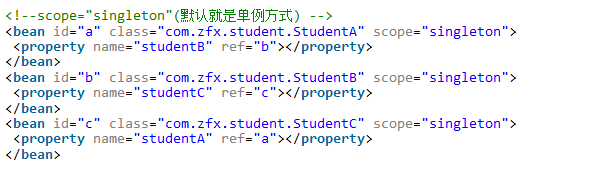 <!--scope="singleton"(默认就是单例方式) -->
<bean id="a" class="com.zfx.student.StudentA" scope="singleton">
<property name="studentB" ref="b"></property>
</bean>
<bean id="b" class="com.zfx.student.StudentB" scope="singleton">
<property name="studentC" ref="c"></property>
</bean>
<bean id="c" class="com.zfx.student.StudentC" scope="singleton">
<property name="studentA" ref="a"></property>
</bean>